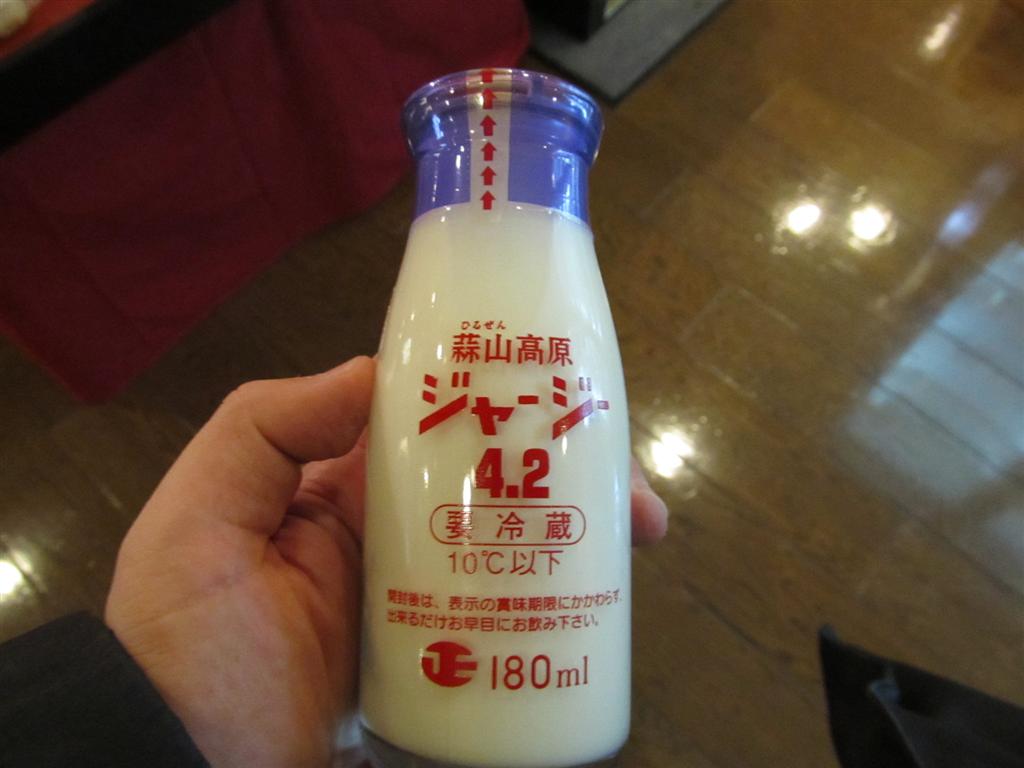 ひるぜん
蒜山高原
ジャージー
4.2
要冷蔵
10℃以下
開封後は、表示の賞味期限にかかわらず、
出来るだけお早目にお飲み下さい。
180ml